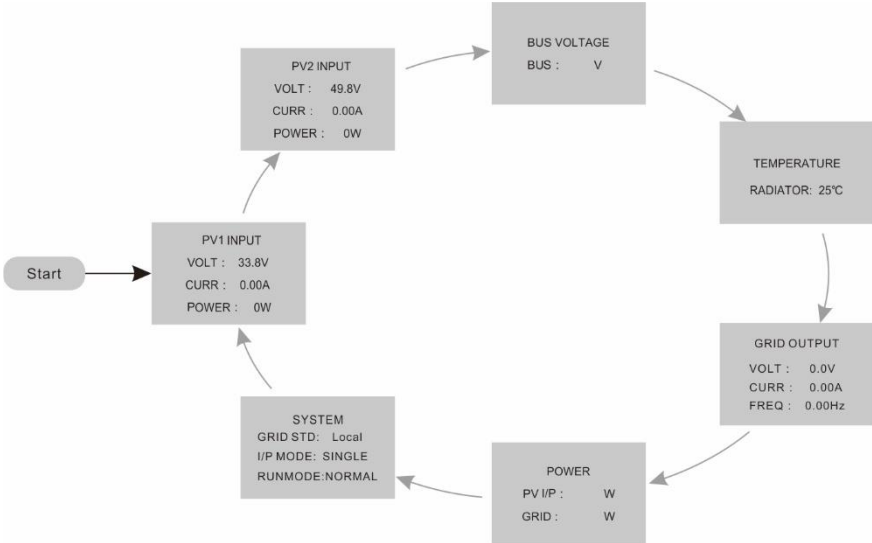 Start
PV1 INPUT
VOLT : 33.8V
CURR : 0.00A
POWER : 0W
PV2 INPUT
VOLT : 49.8V
CURR : 0.00A
POWER : 0W
BUS VOLTAGE
BUS : V
TEMPERATURE
RADIATOR: 25℃
GRID OUTPUT
VOLT : 0.0V
CURR : 0.00A
FREQ : 0.00Hz
POWER
PV I/P : W
GRID : W
SYSTEM
GRID STD: Local
I/P MODE: SINGLE
RUNMODE:NORMAL